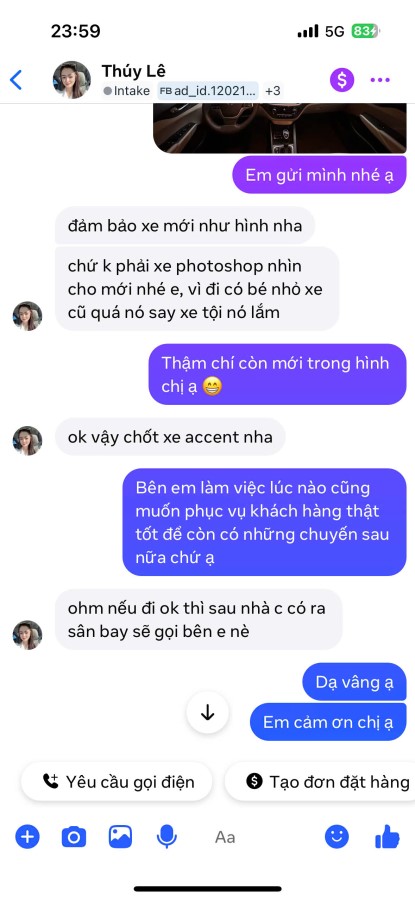 23:59
5G 83
Thúy Lê
Intake FB ad_id.12021... +3
Em gửi mình nhé ạ
đảm bảo xe mới như hình nha
chứ k phải xe photoshop nhìn
cho mới nhé e, vì đi có bé nhỏ xe
cũ quá nó say xe tội nó lắm
Thậm chí còn mới trong hình
chị ạ 😁
ok vậy chốt xe accent nha
Bên em làm việc lúc nào cũng
muốn phục vụ khách hàng thật
tốt để còn có những chuyến sau
nữa chứ ạ
ohm nếu đi ok thì sau nhà c có ra
sân bay sẽ gọi bên e nè
Dạ vâng ạ
Em cảm ơn chị ạ
Yêu cầu gọi điện
Tạo đơn đặt hàng
Aa